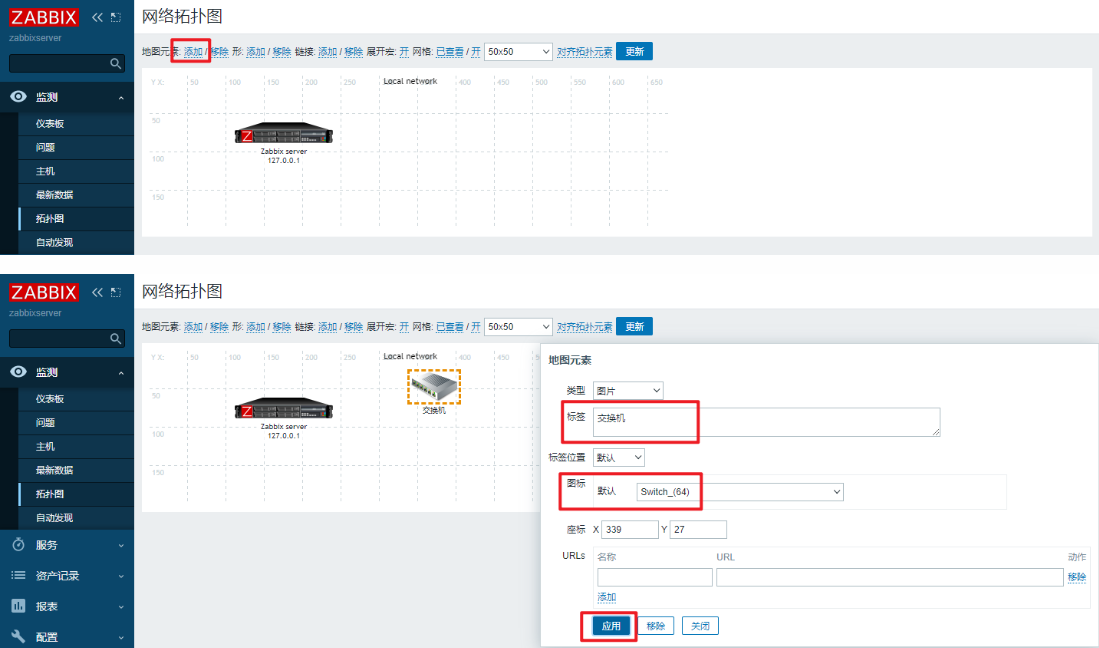 ZABBIX
zabbixserver
监测
仪表板
问题
主机
最新数据
拓扑图
自动发现
网络拓扑图
地图元素: 添加 / 移除 形: 添加 / 移除 链接: 添加 / 移除 展开宏: 开 网格: 已查看 / 开 50x50 对齐拓扑元素 更新
Y X: 50 100 150 200 250 Local network 400 450 500 550 600 650
50
100
150
Z
Zabbix server
127.0.0.1
ZABBIX
zabbixserver
监测
仪表板
问题
主机
最新数据
拓扑图
自动发现
服务
资产记录
报表
配置
网络拓扑图
地图元素: 添加 / 移除 形: 添加 / 移除 链接: 添加 / 移除 展开宏: 开 网格: 已查看 / 开 50x50 对齐拓扑元素 更新
Y X: 50 100 150 200 250 Local network 400 450
50
100
150
Z
Zabbix server
127.0.0.1
交换机
地图元素
类型 图片
标签 交换机
标签位置 默认
图标 默认 Switch_(64)
座标 X 339 Y 27
URLs 名称 URL 动作
移除
添加
应用 移除 关闭